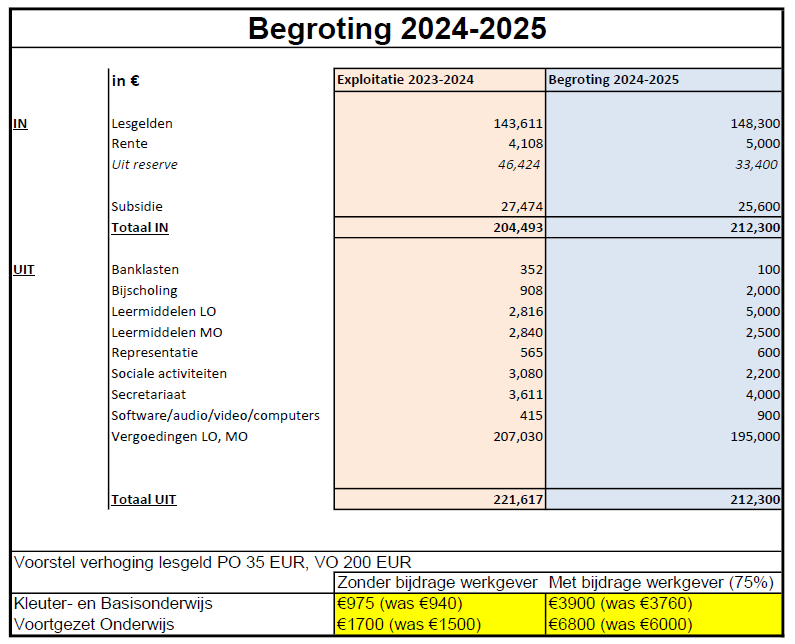 Begroting 2024-2025
in € Exploitatie 2023-2024 Begroting 2024-2025
IN Lesgelden 143,611 148,300
Rente 4,108 5,000
Uit reserve 46,424 33,400
Subsidie 27,474 25,600
Totaal IN 204,493 212,300
UIT Banklasten 352 100
Bijscholing 908 2,000
Leermiddelen LO 2,816 5,000
Leermiddelen MO 2,840 2,500
Representatie 565 600
Sociale activiteiten 3,080 2,200
Secretariaat 3,611 4,000
Software/audio/video/computers 415 900
Vergoedingen LO, MO 207,030 195,000
Totaal UIT 221,617 212,300
Voorstel verhoging lesgeld PO 35 EUR, VO 200 EUR
Zonder bijdrage werkgever Met bijdrage werkgever (75%)
Kleuter- en Basisonderwijs €975 (was €940) €3900 (was €3760)
Voortgezet Onderwijs €1700 (was €1500) €6800 (was €6000)